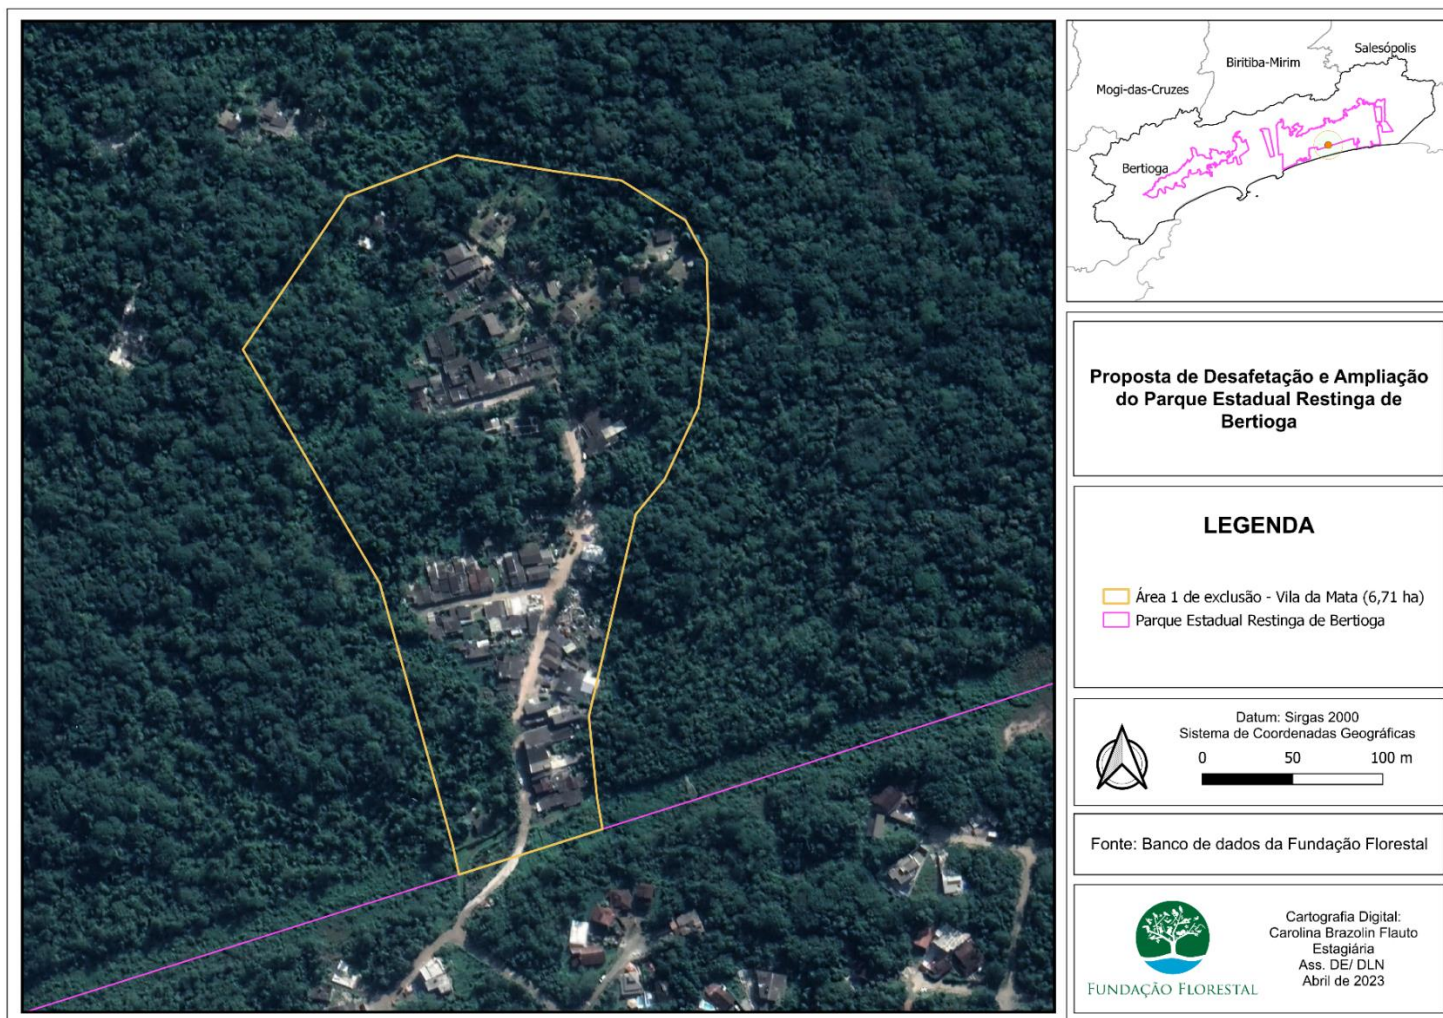 Salesópolis
Biritiba-Mirim
Mogi-das-Cruzes
Bertioga
Proposta de Desafetação e Ampliação
do Parque Estadual Restinga de
Bertioga
LEGENDA
Área 1 de exclusão - Vila da Mata (6,71 ha)
Parque Estadual Restinga de Bertioga
Datum: Sirgas 2000
Sistema de Coordenadas Geográficas
0 50 100 m
Fonte: Banco de dados da Fundação Florestal
Cartografia Digital:
Carolina Brazolin Flauto
Estagiária
Ass. DE/ DLN
Abril de 2023
FUNDAÇÃO FLORESTAL